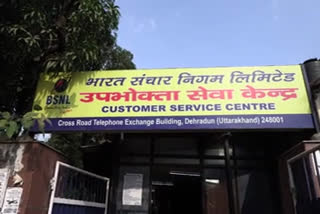 भारत संचार निगम लिमिटेड
BSNL
उपभोक्ता सेवा केन्द्र
CUSTOMER SERVICE CENTRE
Cross Road Telephone Exchange Building, Dehradun (Uttarakhand) 248001